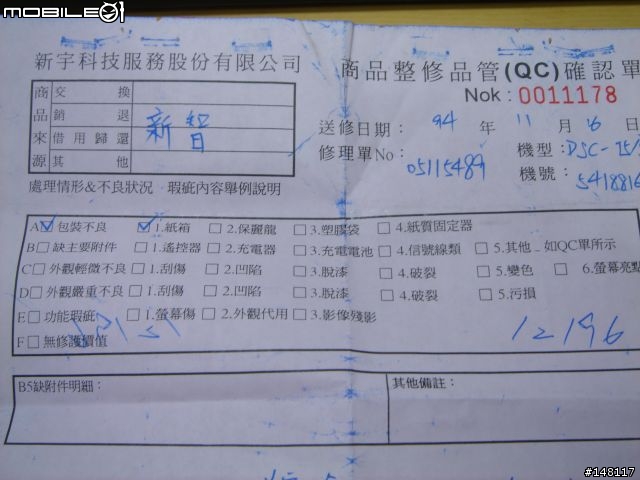 MOBILE01
新宇科技服務股份有限公司
商品整修品管(QC)確認單
Nok：0011178
商 交 換
品 銷 退
來 借用歸還
源 其 他
新智
送修日期：94 年 11 月 16 日
修理單No：05115489
機型：DSC-T5/
機號：5418816
處理情形&不良狀況 瑕疵內容舉例說明
A☑包裝不良 ☑1.紙箱 □2.保麗龍 □3.塑膠袋 □4.紙質固定器
B□缺主要附件 □1.遙控器 □2.充電器 □3.充電電池 □4.信號線類 □5.其他﹍如QC單所示
C□外觀輕微不良 □1.刮傷 □2.凹陷 □3.脫漆 □4.破裂 □5.變色 □6.螢幕亮點
D□外觀嚴重不良 □1.刮傷 □2.凹陷 □3.脫漆 □4.破裂 □5.污損
E□功能瑕疵 □1.螢幕傷 □2.外觀代用 □3.影像殘影
F□無修護價值
12196
B5缺附件明細：
其他備註：
#148117